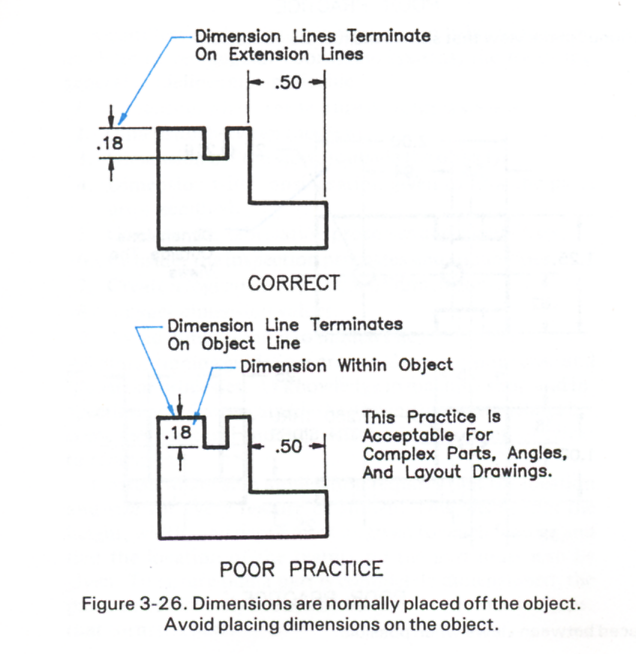 Dimension Lines Terminate
On Extension Lines
.50
.18
CORRECT
Dimension Line Terminates
On Object Line
Dimension Within Object
.18
.50
This Practice Is
Acceptable For
Complex Parts, Angles,
And Layout Drawings.
POOR PRACTICE
Figure 3-26. Dimensions are normally placed off the object.
Avoid placing dimensions on the object.